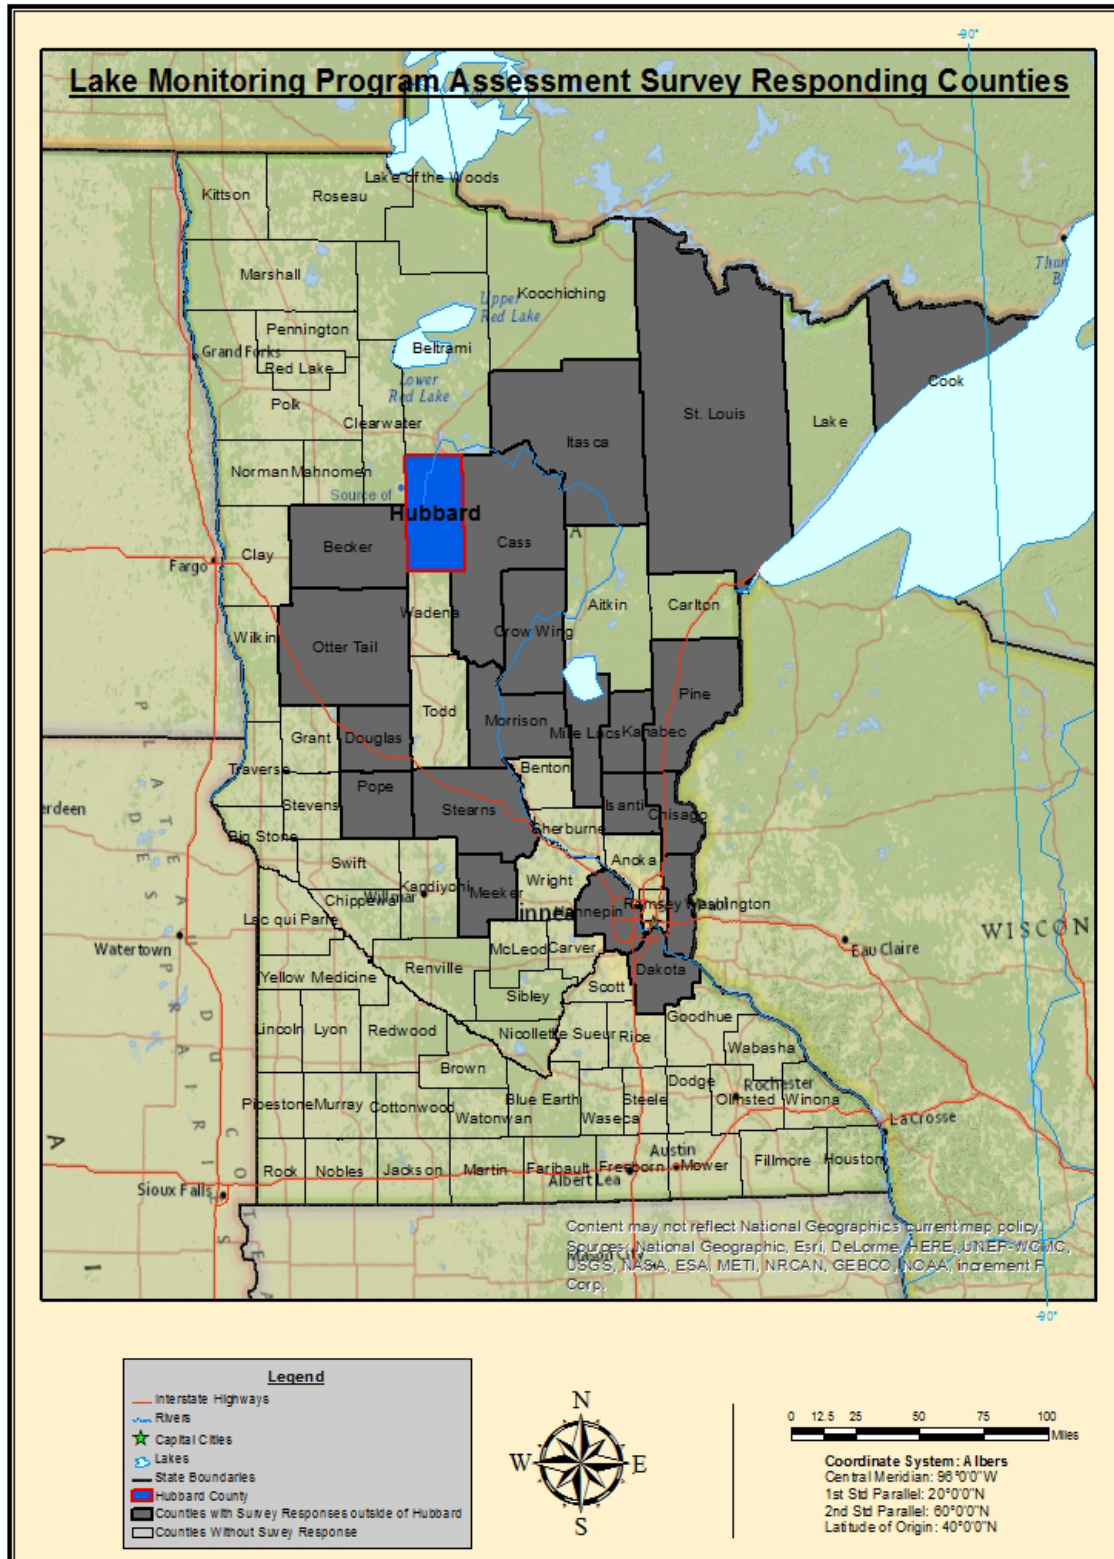 -90°
Lake Monitoring Program Assessment Survey Responding Counties
Lake of the Woods
Kittson
Roseau
Marshall
Koochiching
Upper
Red Lake
Pennington
Grand Forks
Beltrami
Red Lake
Lower
Red Lake
Polk
Clearwater
Cook
St. Louis
Lake
Itasca
Norman
Mahnomen
Source of
Hubbard
Becker
Cass
Clay
Fargo
Aitkin
Carlton
Wadena
Crow Wing
Wilkin
Otter Tail
Pine
Todd
Morrison
Grant
Douglas
Mille Lacs
Kanabec
Traverse
Benton
Pope
Stevens
Stearns
Isanti
Chisago
Big Stone
Sherburne
Swift
Anoka
Wright
Kandiyohi
Meeker
Chippewa
Willmar
Ramsey
Washington
Hennepin
Lac qui Parle
WISCON
Watertown
McLeod
Carver
Eau Claire
Renville
Dakota
Yellow Medicine
Scott
Sibley
Goodhue
Lincoln
Lyon
Redwood
Nicollet
Le Sueur
Rice
Wabasha
Brown
Dodge
Rochester
Pipestone
Murray
Cottonwood
Blue Earth
Steele
Olmsted
Winona
Watonwan
Waseca
La Crosse
Austin
Rock
Nobles
Jackson
Martin
Faribault
Freeborn
Mower
Fillmore
Houston
Albert Lea
Sioux Falls
Content may not reflect National Geographic's current map policy.
Sources: National Geographic, Esri, DeLorme, HERE, UNEP-WCMC,
USGS, NASA, ESA, METI, NRCAN, GEBCO, NOAA, increment P
Corp.
Mason City
-90°
Legend
Interstate Highways
Rivers
Capital Cities
Lakes
State Boundaries
Hubbard County
Counties with Survey Responses outside of Hubbard
Counties Without Suvey Response
N
W
E
S
0 12.5 25 50 75 100
Miles
Coordinate System: Albers
Central Meridian: 96°0'0"W
1st Std Parallel: 20°0'0"N
2nd Std Parallel: 60°0'0"N
Latitude of Origin: 40°0'0"N